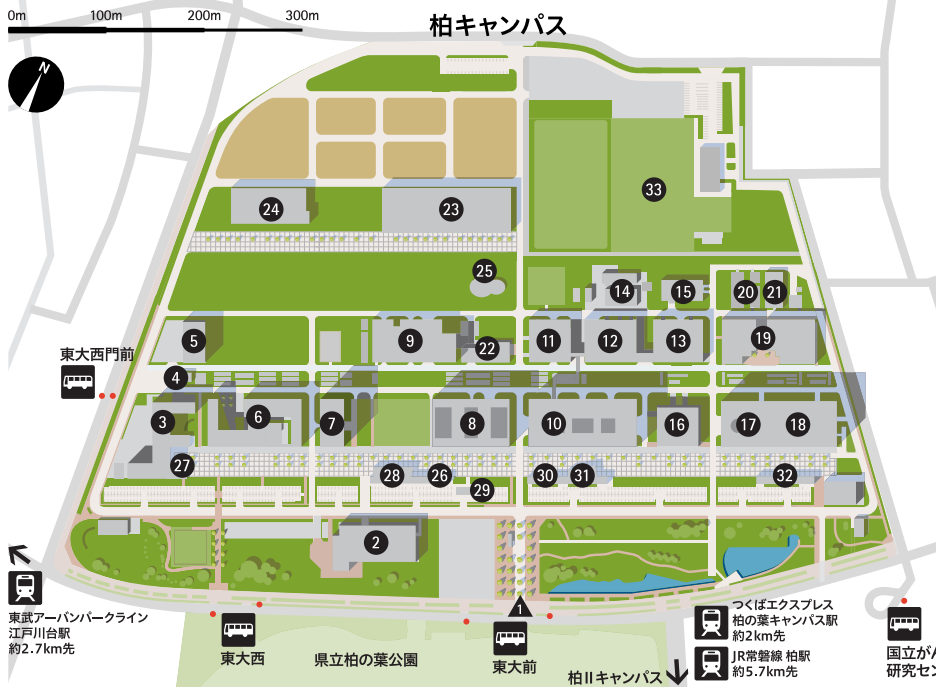 0m 100m 200m 300m
柏キャンパス
N
33
24 23
25
14 15 20 21
5 9 22 11 12 13 19
東大西門前
4
3 6 7 8 10 16 17 18
27 28 26 29 30 31 32
2
1
東武アーバンパークライン
江戸川台駅
約2.7km先
東大西
県立柏の葉公園
東大前
柏IIキャンパス
つくばエクスプレス
柏の葉キャンパス駅
約2km先
JR常磐線 柏駅
約5.7km先
国立が
研究セン